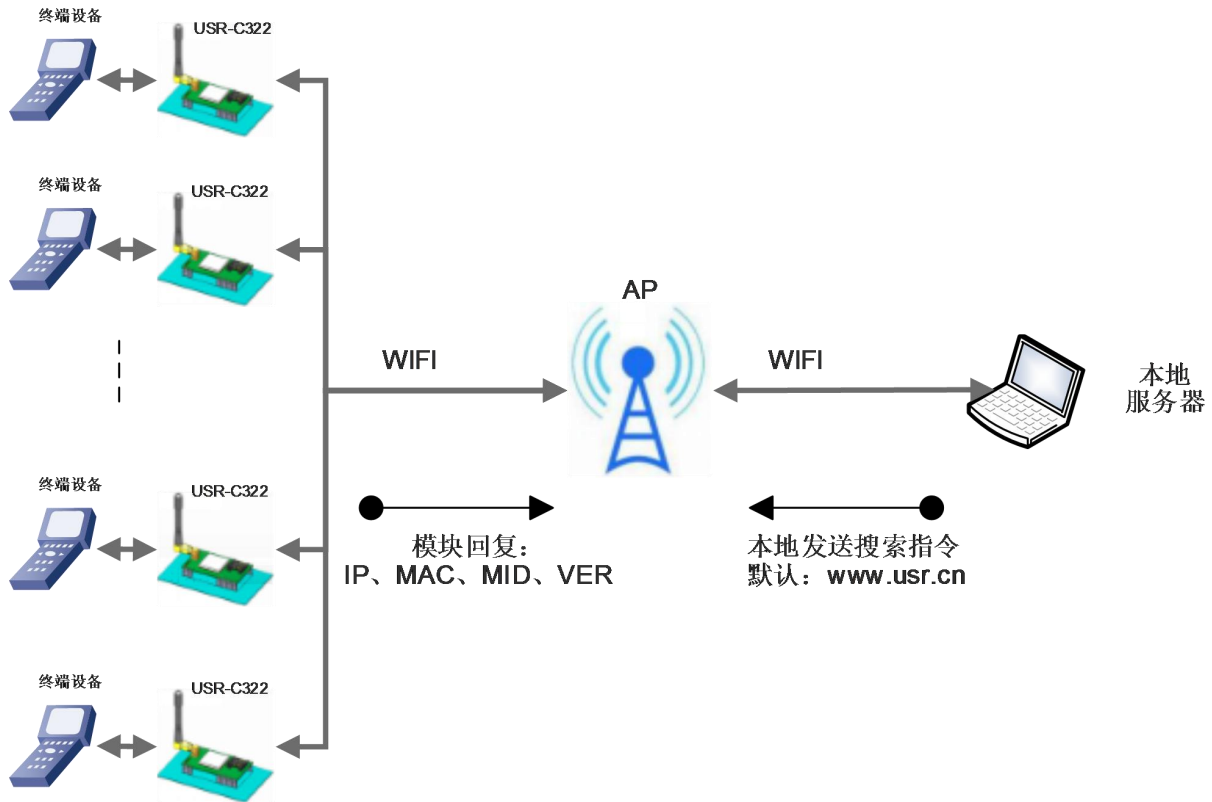 终端设备
USR-C322
终端设备
USR-C322
AP
WIFI
WIFI
本地
服务器
终端设备
USR-C322
模块回复：
IP、MAC、MID、VER
本地发送搜索指令
默认：www.usr.cn
终端设备
USR-C322